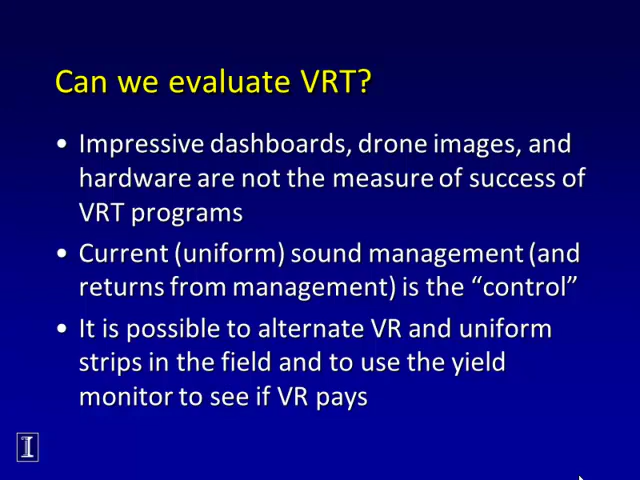 Can we evaluate VRT?
• Impressive dashboards, drone images, and
hardware are not the measure of success of
VRT programs
• Current (uniform) sound management (and
returns from management) is the “control”
• It is possible to alternate VR and uniform
strips in the field and to use the yield
monitor to see if VR pays
I